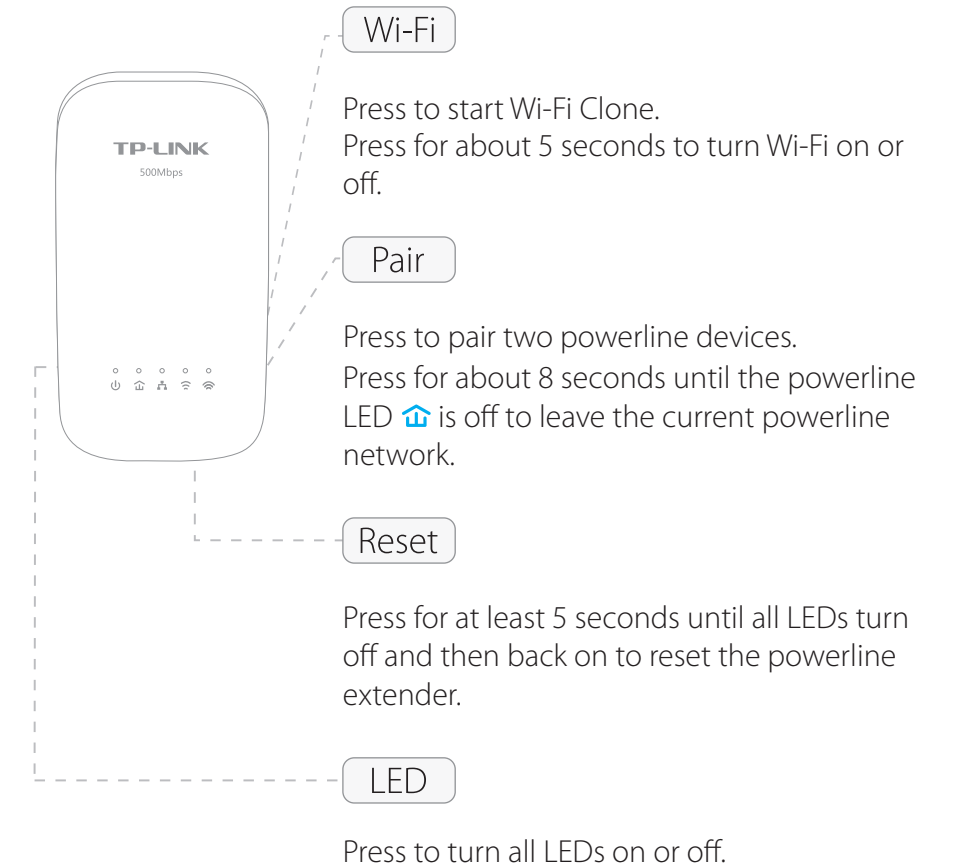 Wi-Fi
Press to start Wi-Fi Clone.
Press for about 5 seconds to turn Wi-Fi on or
off.
TP-LINK
500Mbps
Pair
Press to pair two powerline devices.
Press for about 8 seconds until the powerline
LED is off to leave the current powerline
network.
Reset
Press for at least 5 seconds until all LEDs turn
off and then back on to reset the powerline
extender.
LED
Press to turn all LEDs on or off.